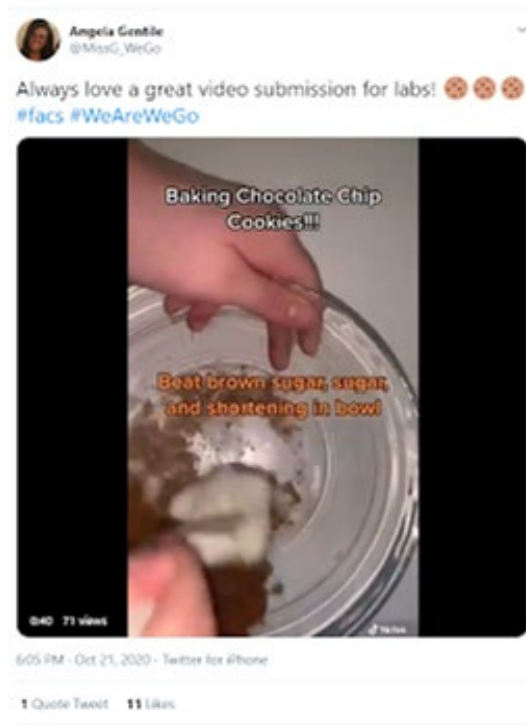 Angela Gentile
@MissG_WeGo
Always love a great video submission for labs!
#facs #WeAreWeGo
Baking Chocolate Chip
Cookies!!!
Beat brown sugar, sugar,
and shortening in bowl
0:40 71 views
TikTok
6:05 PM · Oct 21, 2020 · Twitter for iPhone
1 Quote Tweet 11 Likes